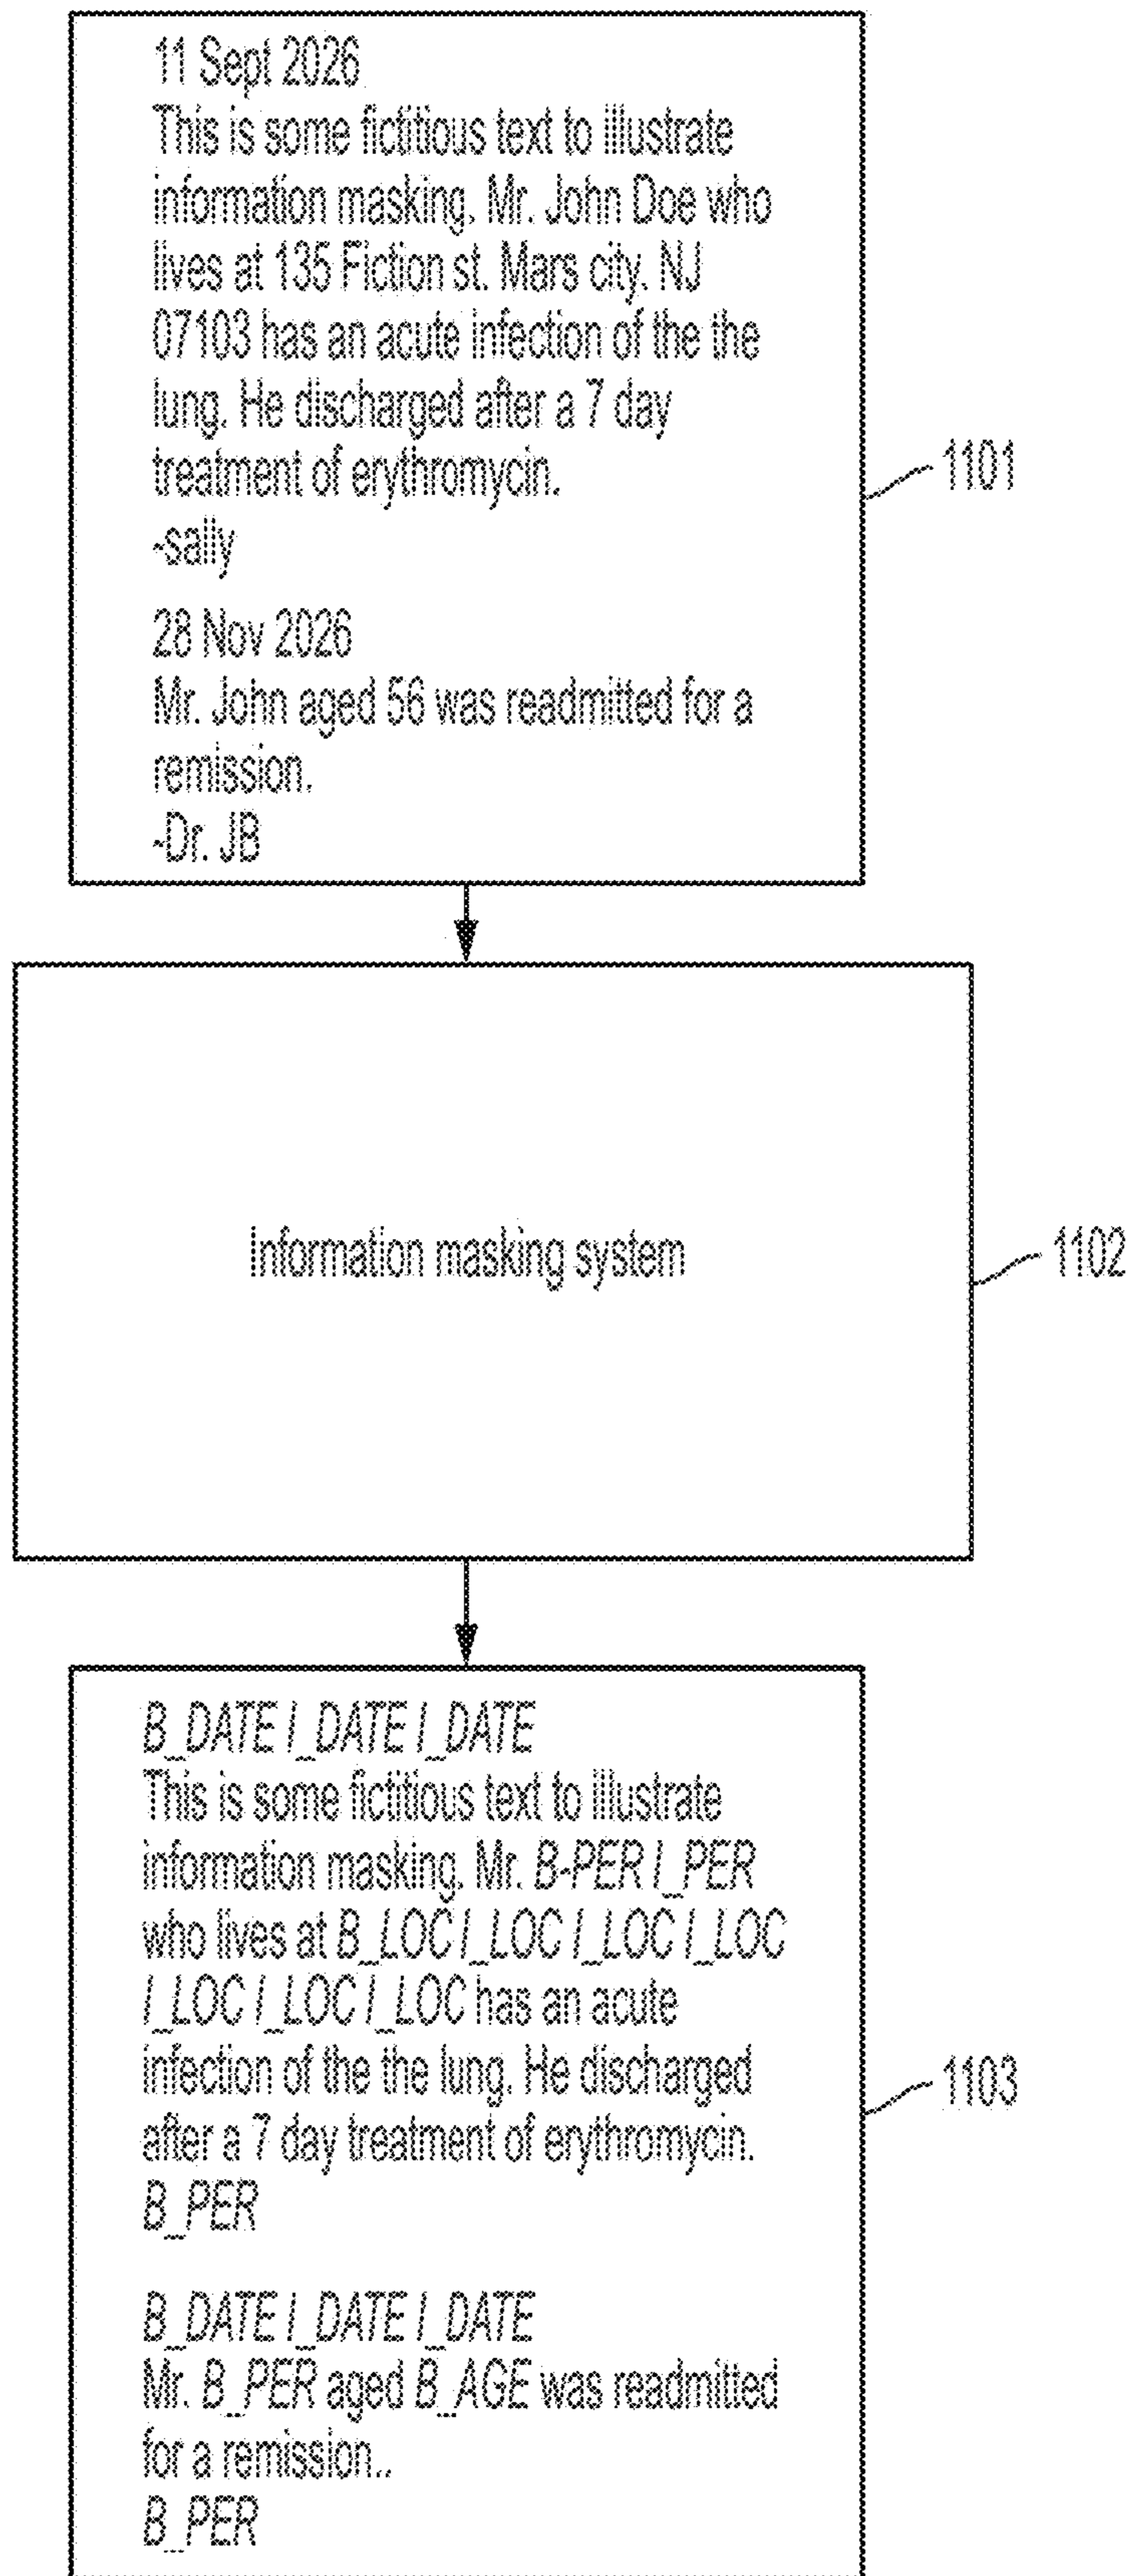 11 Sept 2026
This is some fictitious text to illustrate
information masking. Mr. John Doe who
lives at 135 Fiction st. Mars city. NJ
07103 has an acute infection of the the
lung. He discharged after a 7 day
treatment of erythromycin.
-sally
28 Nov 2026
Mr. John aged 56 was readmitted for a
remission.
-Dr. JB
1101
Information masking system
1102
B_DATE I_DATE I_DATE
This is some fictitious text to illustrate
information masking. Mr. B-PER I_PER
who lives at B_LOC I_LOC I_LOC I_LOC
I_LOC I_LOC I_LOC has an acute
infection of the the lung. He discharged
after a 7 day treatment of erythromycin.
B_PER
B_DATE I_DATE I_DATE
Mr. B_PER aged B_AGE was readmitted
for a remission..
B_PER
1103